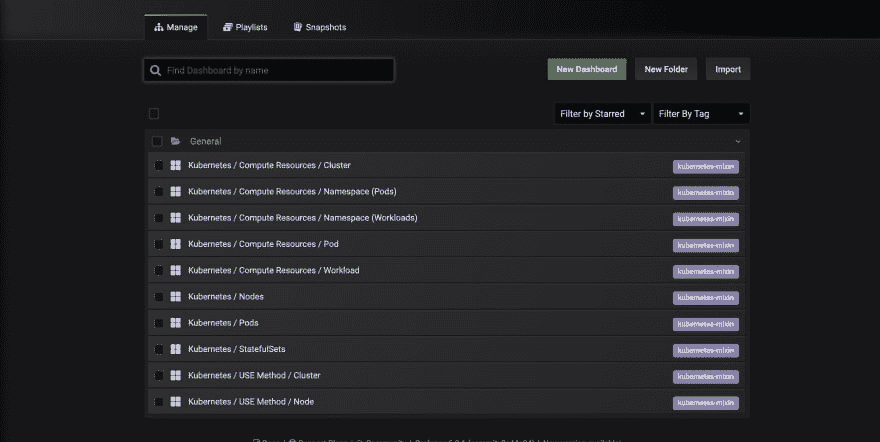 Manage Playlists Snapshots
Find Dashboard by name New Dashboard New Folder Import
Filter by Starred Filter By Tag
General
Kubernetes / Compute Resources / Cluster kubernetes-mixin
Kubernetes / Compute Resources / Namespace (Pods) kubernetes-mixin
Kubernetes / Compute Resources / Namespace (Workloads) kubernetes-mixin
Kubernetes / Compute Resources / Pod kubernetes-mixin
Kubernetes / Compute Resources / Workload kubernetes-mixin
Kubernetes / Nodes kubernetes-mixin
Kubernetes / Pods kubernetes-mixin
Kubernetes / StatefulSets kubernetes-mixin
Kubernetes / USE Method / Cluster kubernetes-mixin
Kubernetes / USE Method / Node kubernetes-mixin